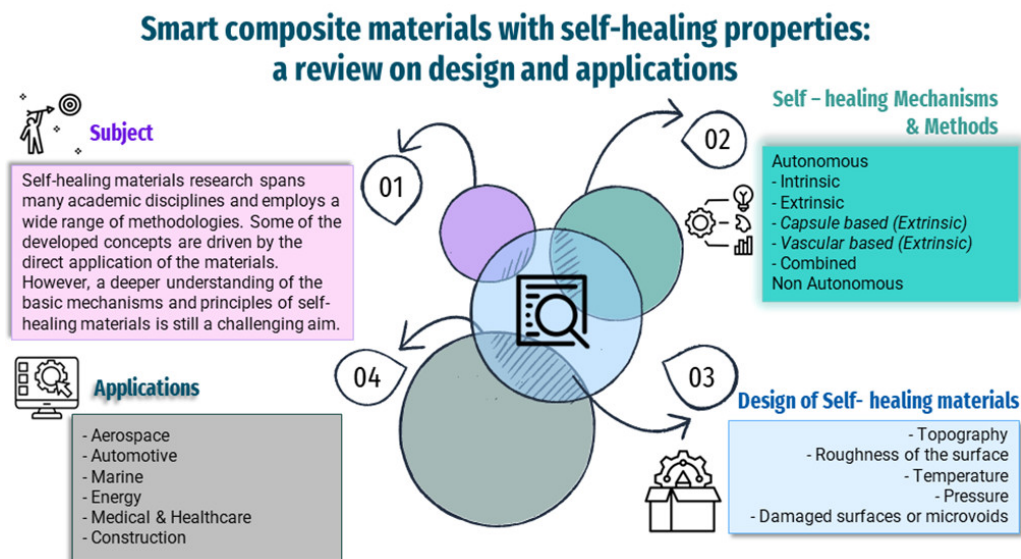 Smart composite materials with self-healing properties:
a review on design and applications
Subject
01
Self-healing materials research spans
many academic disciplines and employs a
wide range of methodologies. Some of the
developed concepts are driven by the
direct application of the materials.
However, a deeper understanding of the
basic mechanisms and principles of self-
healing materials is still a challenging aim.
02
Self – healing Mechanisms
& Methods
Autonomous
- Intrinsic
- Extrinsic
- Capsule based (Extrinsic)
- Vascular based (Extrinsic)
- Combined
Non Autonomous
03
Design of Self- healing materials
- Topography
- Roughness of the surface
- Temperature
- Pressure
- Damaged surfaces or microvoids
04
Applications
- Aerospace
- Automotive
- Marine
- Energy
- Medical & Healthcare
- Construction